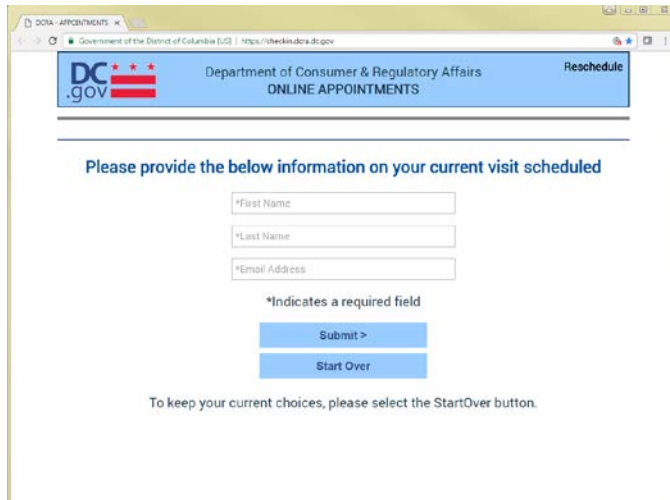 DCRA - APPOINTMENTS
Government of the District of Columbia [US] | https://checkin.dcra.dc.gov
DC
.gov
Department of Consumer & Regulatory Affairs
ONLINE APPOINTMENTS
Reschedule
Please provide the below information on your current visit scheduled
*First Name
*Last Name
*Email Address
*Indicates a required field
Submit >
Start Over
To keep your current choices, please select the StartOver button.